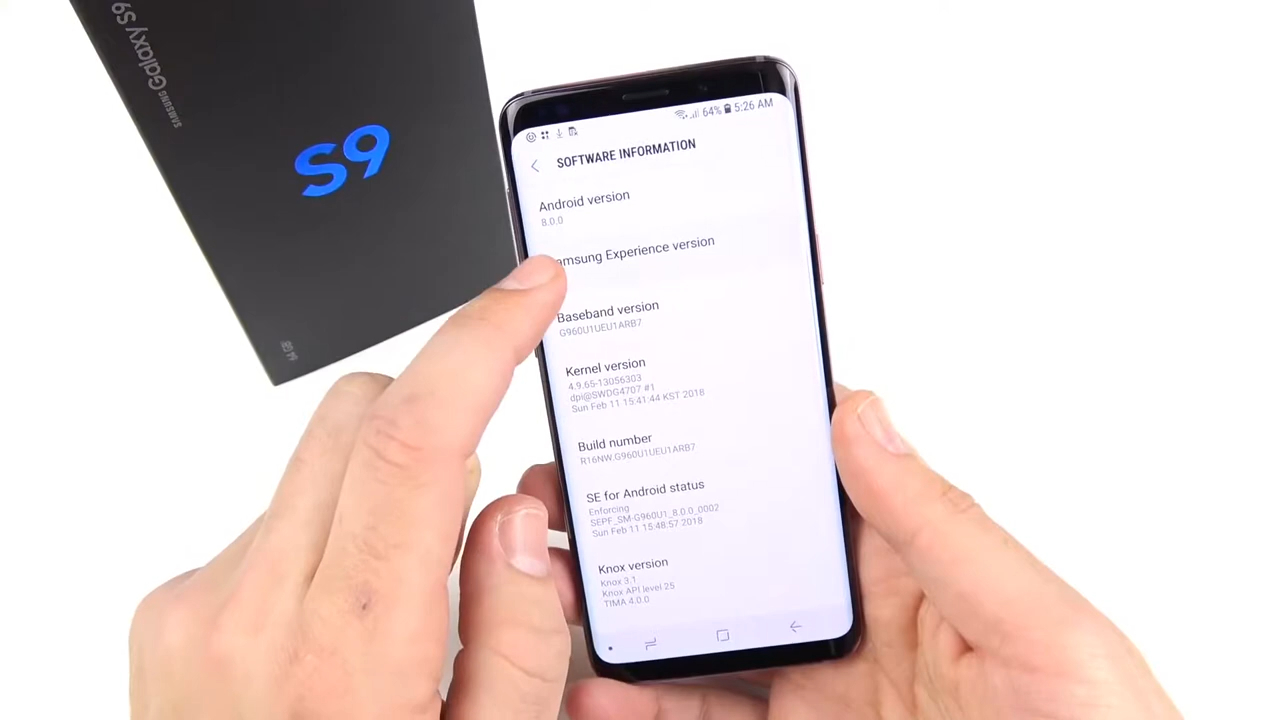 SAMSUNG Galaxy S9
S9
64 GB
64% 5:26 AM
SOFTWARE INFORMATION
Android version
8.0.0
amsung Experience version
Baseband version
G960U1UEU1ARB7
Kernel version
4.9.65-13056303
dpi@SWDG4707 #1
Sun Feb 11 15:41:44 KST 2018
Build number
R16NW.G960U1UEU1ARB7
SE for Android status
Enforcing
SEPF_SM-G960U1_8.0.0_0002
Sun Feb 11 15:48:57 2018
Knox version
Knox 3.1
Knox API level 25
TIMA 4.0.0